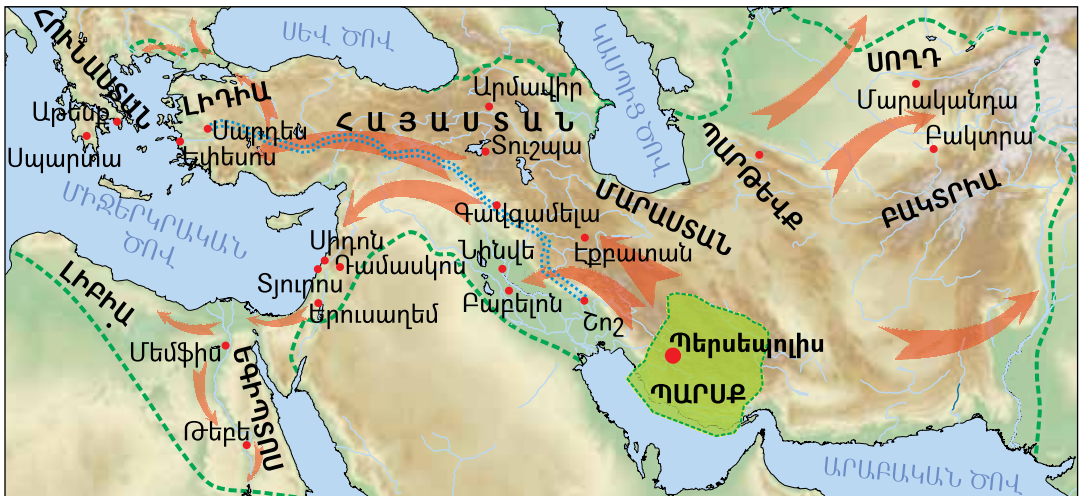 ՀՈՒՆԱՍՏԱՆ
ՍԵՎ ԾՈՎ
ԿԱՍՊԻՑ ԾՈՎ
ՍՈՂԴ
Մարականդա
Բակտրա
ԲԱԿՏՐԻԱ
ՊԱՐԹԵՎՔ
Արմավիր
ՀԱՅԱՍՏԱՆ
Տուշպա
ԼԻԴԻԱ
Սարդես
Եփեսոս
Աթենք
Սպարտա
ՄԻՋԵՐԿՐԱԿԱՆ
ԾՈՎ
ՄԱՐԱՍՏԱՆ
Գավգամելա
Էքբատան
Նինվե
Բաբելոն
Շոշ
Սիդոն
Դամասկոս
Տյուրոս
Երուսաղեմ
ԼԻԲԻԱ
Մեմֆիս
ԵԳԻՊՏՈՍ
Թեբե
Պերսեպոլիս
ՊԱՐՍՔ
ԱՐԱԲԱԿԱՆ ԾՈՎ